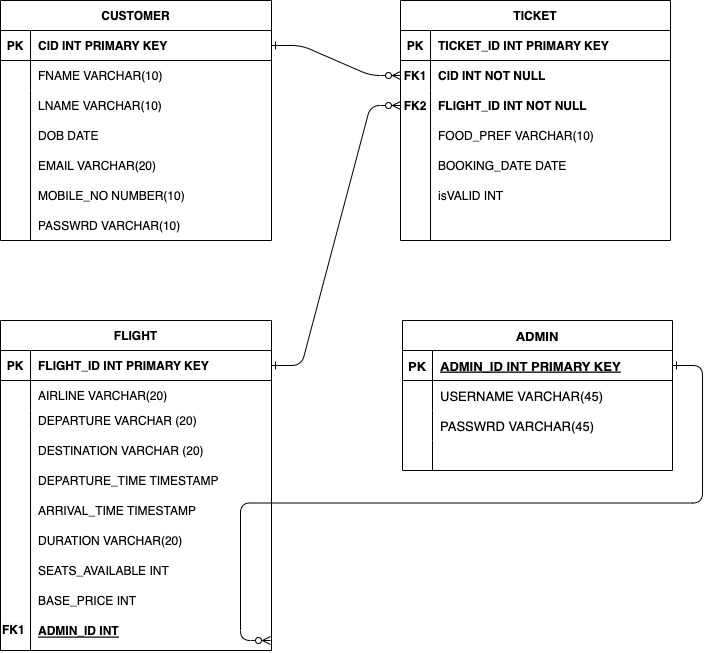 CUSTOMER
PK CID INT PRIMARY KEY
FNAME VARCHAR(10)
LNAME VARCHAR(10)
DOB DATE
EMAIL VARCHAR(20)
MOBILE_NO NUMBER(10)
PASSWRD VARCHAR(10)
TICKET
PK TICKET_ID INT PRIMARY KEY
FK1 CID INT NOT NULL
FK2 FLIGHT_ID INT NOT NULL
FOOD_PREF VARCHAR(10)
BOOKING_DATE DATE
isVALID INT
FLIGHT
PK FLIGHT_ID INT PRIMARY KEY
AIRLINE VARCHAR(20)
DEPARTURE VARCHAR (20)
DESTINATION VARCHAR (20)
DEPARTURE_TIME TIMESTAMP
ARRIVAL_TIME TIMESTAMP
DURATION VARCHAR(20)
SEATS_AVAILABLE INT
BASE_PRICE INT
FK1 ADMIN_ID INT
ADMIN
PK ADMIN_ID INT PRIMARY KEY
USERNAME VARCHAR(45)
PASSWRD VARCHAR(45)